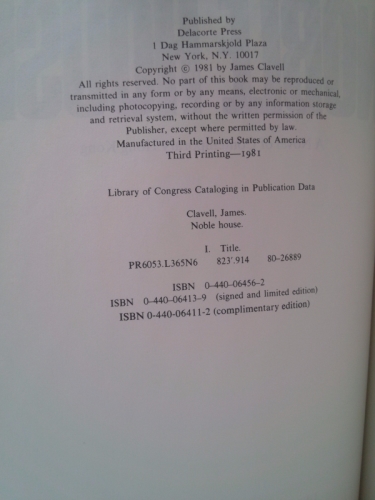 Published by
Delacorte Press
1 Dag Hammarskjold Plaza
New York, N.Y. 10017
Copyright © 1981 by James Clavell
All rights reserved. No part of this book may be reproduced or
transmitted in any form or by any means, electronic or mechanical,
including photocopying, recording or by any information storage
and retrieval system, without the written permission of the
Publisher, except where permitted by law.
Manufactured in the United States of America
Third Printing—1981
Library of Congress Cataloging in Publication Data
Clavell, James.
Noble house.
I. Title.
PR6053.L365N6 823'.914 80-26889
ISBN 0-440-06456-2
ISBN 0-440-06413-9 (signed and limited edition)
ISBN 0-440-06411-2 (complimentary edition)